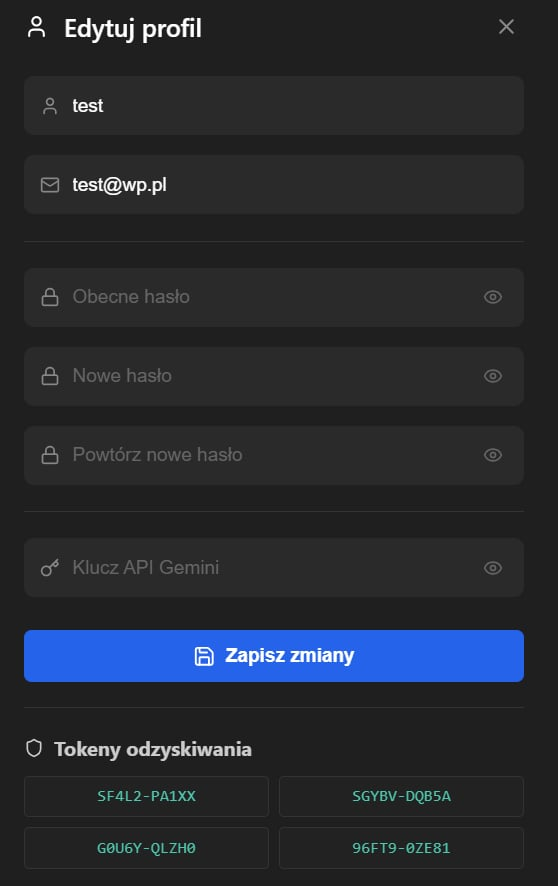 Edytuj profil
test
test@wp.pl
Obecne hasło
Nowe hasło
Powtórz nowe hasło
Klucz API Gemini
Zapisz zmiany
Tokeny odzyskiwania
SF4L2-PA1XX
SGYBV-DQB5A
G0U6Y-QLZH0
96FT9-0ZE81